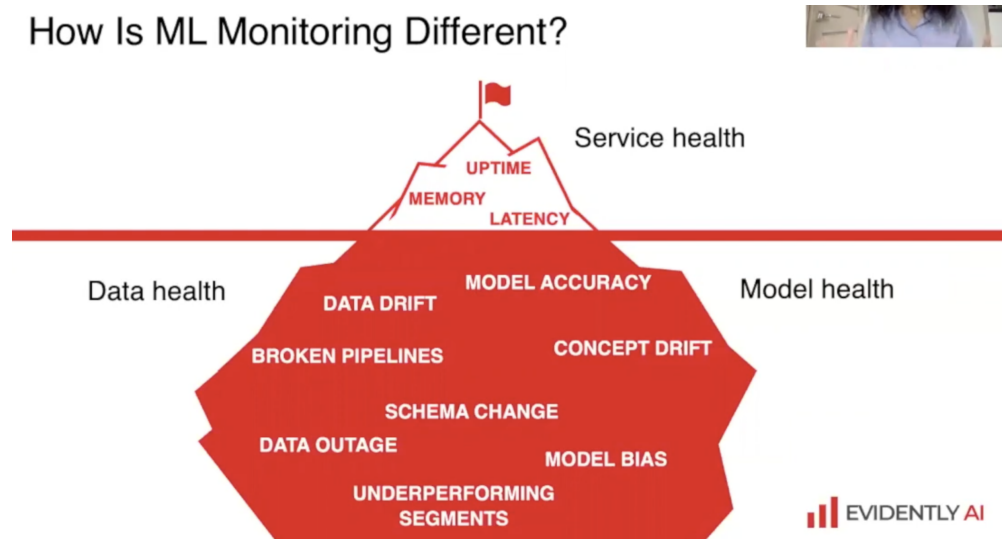 How Is ML Monitoring Different?
Service health
UPTIME
MEMORY
LATENCY
Data health
MODEL ACCURACY
Model health
DATA DRIFT
CONCEPT DRIFT
BROKEN PIPELINES
SCHEMA CHANGE
DATA OUTAGE
MODEL BIAS
UNDERPERFORMING
SEGMENTS
EVIDENTLY AI